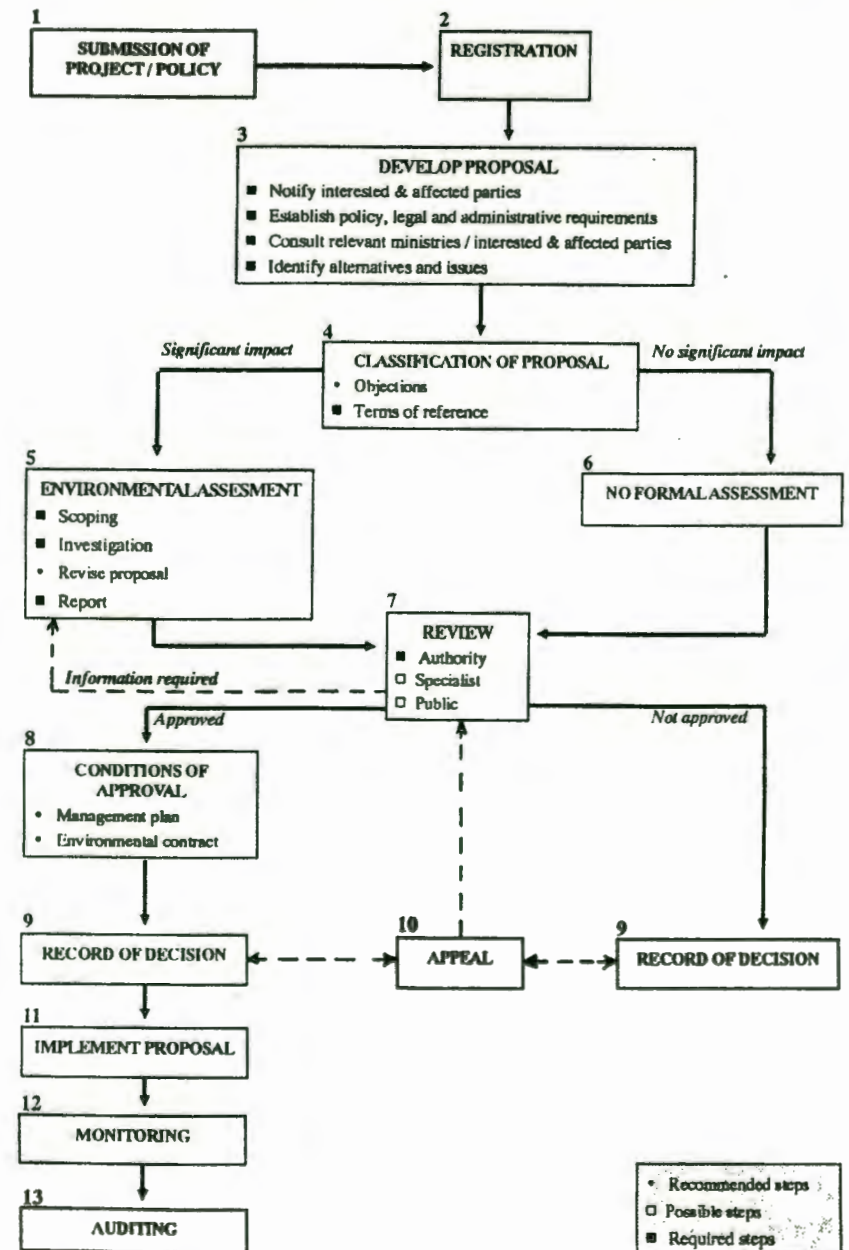 1
SUBMISSION OF
PROJECT / POLICY
2
REGISTRATION
3
DEVELOP PROPOSAL
■ Notify interested & affected parties
■ Establish policy, legal and administrative requirements
■ Consult relevant ministries / interested & affected parties
■ Identify alternatives and issues
4
Significant impact
CLASSIFICATION OF PROPOSAL
No significant impact
• Objections
■ Terms of reference
5
ENVIRONMENTAL ASSESMENT
■ Scoping
■ Investigation
• Revise proposal
■ Report
6
NO FORMAL ASSESSMENT
7
REVIEW
■ Authority
□ Specialist
□ Public
Information required
Approved
Not approved
8
CONDITIONS OF
APPROVAL
• Management plan
• Environmental contract
9
RECORD OF DECISION
10
APPEAL
9
RECORD OF DECISION
11
IMPLEMENT PROPOSAL
12
MONITORING
13
AUDITING
• Recommended steps
□ Possible steps
■ Required steps